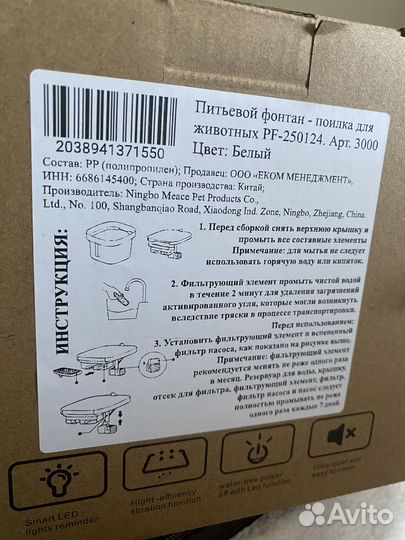 Питьевой фонтан - поилка для
животных PF-250124. Арт. 3000
Цвет: Белый
2038941371550
Состав: PP (полипропилен); Продавец: ООО «ЕКОМ МЕНЕДЖМЕНТ»,
ИНН: 6686145400; Страна производства: Китай;
Производитель: Ningbo Meace Pet Products Co.,
Ltd., No. 100, Shangbanqiao Road, Xiaodong Ind. Zone, Ningbo, Zhejiang, China.
ИНСТРУКЦИЯ:
1. Перед сборкой снять верхнюю крышку и
промыть все составные элементы
Примечание: для мытья не следует
использовать горячую воду или кипяток.
2. Фильтрующий элемент промыть чистой водой
в течение 2 минут для удаления загрязнений
активированного угля, которые могли возникнуть
вследствие тряски в процессе транспортировки.
Перед использованием:
3. Установить фильтрующий элемент и вспененный
фильтр насоса, как показано на рисунке выше.
Примечание: фильтрующий элемент
рекомендуется менять не реже одного раза
в месяц. Резервуар для воды, крышку,
отсек для фильтра, фильтрующий элемент, фильтр
насоса и насос следует
полностью промывать не реже
одного раза каждые 7 дней.
Smart LED
lights reminder
Hight-efficency
filtration function
water-free power
off with Led function
Ultra-quiet and
easy to clean
Avito